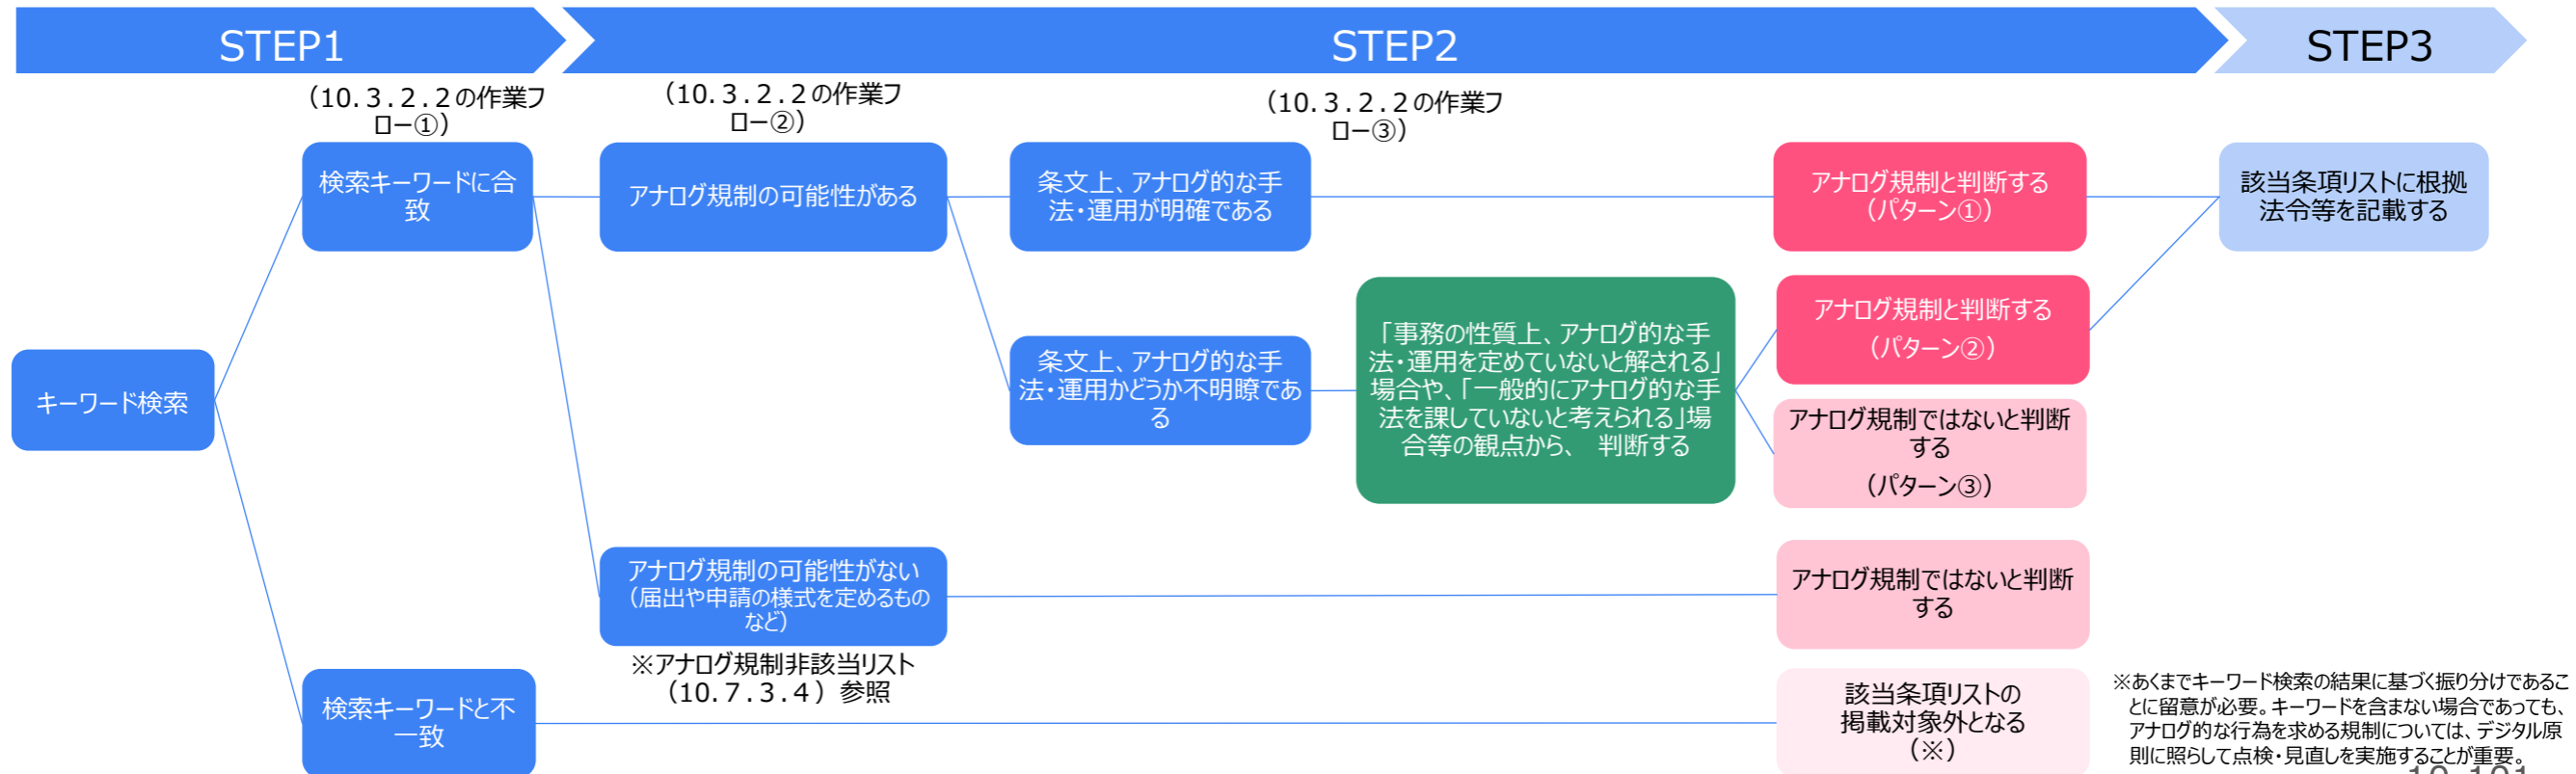 STEP1
STEP2
STEP3
（10.３.２.２の作業フ
ロー①）
（10.３.２.２の作業フ
ロー②）
（10.３.２.２の作業フ
ロー③）
検索キーワードに合
致
アナログ規制の可能性がある
条文上、アナログ的な手
法・運用が明確である
アナログ規制と判断する
（パターン①）
該当条項リストに根拠
法令等を記載する
キーワード検索
条文上、アナログ的な手
法・運用かどうか不明瞭であ
る
「事務の性質上、アナログ的な手
法・運用を定めていないと解される」
場合や、「一般的にアナログ的な手
法を課していないと考えられる」場
合等の観点から、　判断する
アナログ規制と判断する
（パターン②）
アナログ規制ではないと判断
する
（パターン③）
アナログ規制の可能性がない
（届出や申請の様式を定めるもの
など）
※アナログ規制非該当リスト
（10.７.３.４）参照
アナログ規制ではないと判断
する
検索キーワードと不
一致
該当条項リストの
掲載対象外となる
（※）
※あくまでキーワード検索の結果に基づく振り分けであるこ
とに留意が必要。キーワードを含まない場合であっても、
アナログ的な行為を求める規制については、デジタル原
則に照らして点検・見直しを実施することが重要。